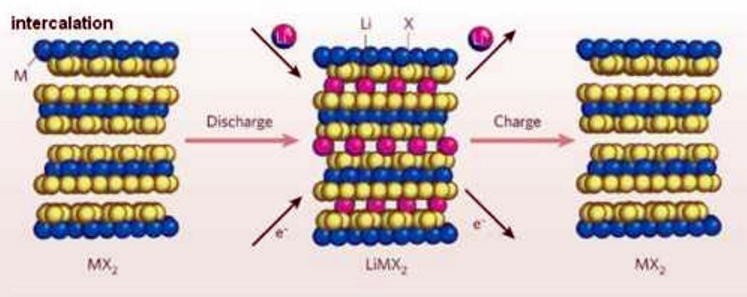 intercalation
Li
X
Li
Li
M
Discharge
Charge
e-
e-
MX2
LiMX2
MX2